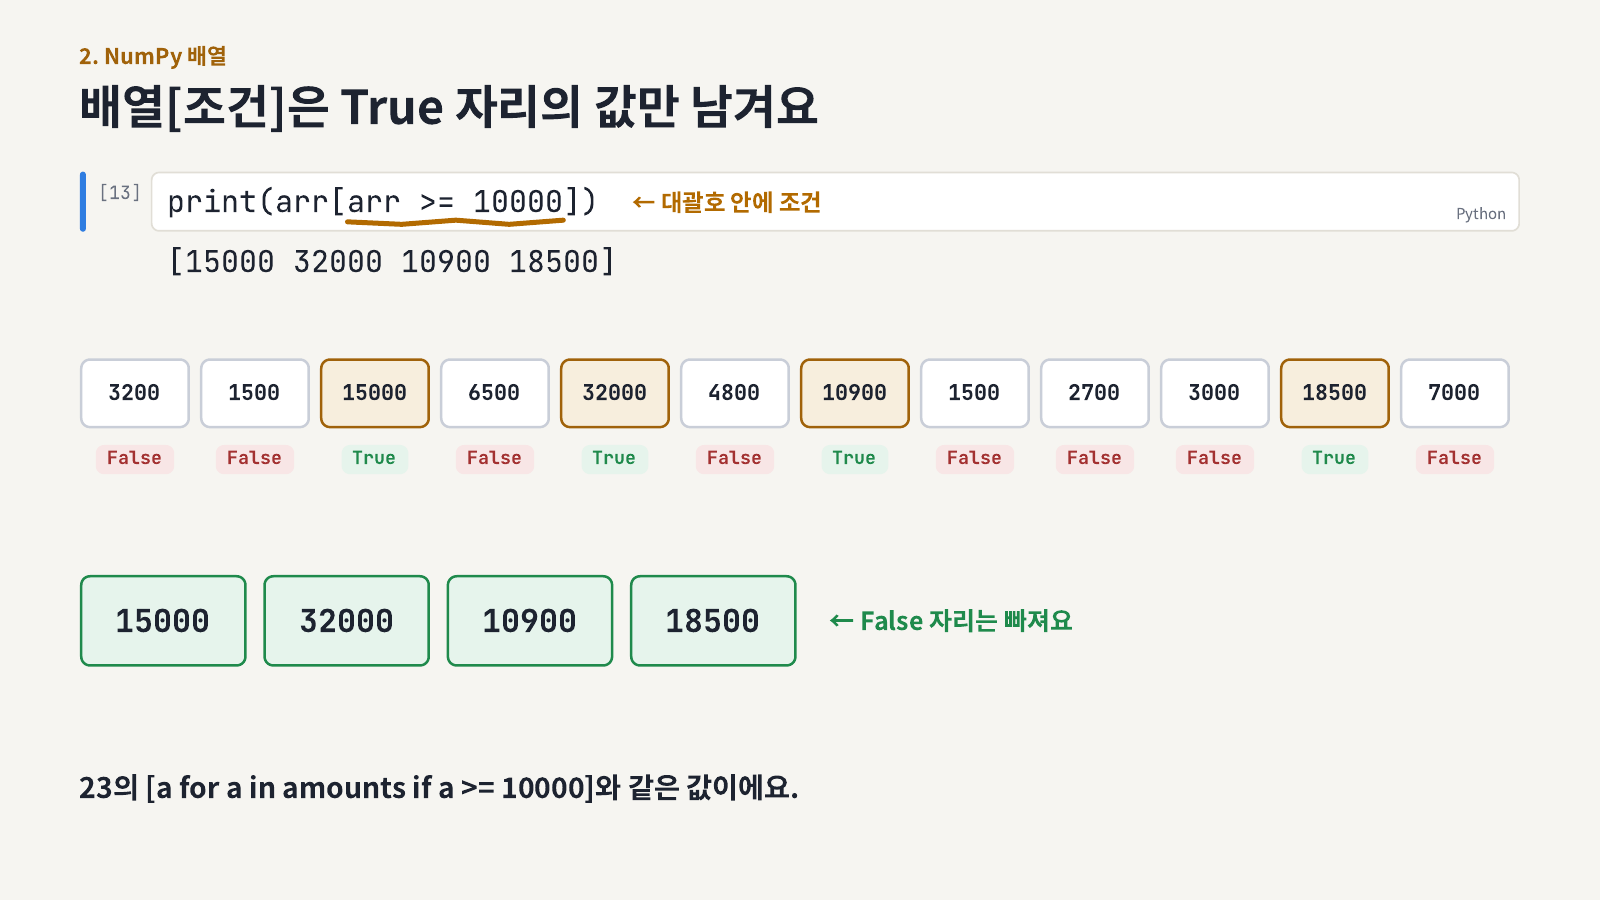 2. NumPy 배열
배열[조건]은 True 자리의 값만 남겨요
[13] print(arr[arr >= 10000]) ← 대괄호 안에 조건
Python
[15000 32000 10900 18500]
3200 1500 15000 6500 32000 4800 10900 1500 2700 3000 18500 7000
False False True False True False True False False False True False
15000 32000 10900 18500 ← False 자리는 빠져요
23의 [a for a in amounts if a >= 10000]와 같은 값이에요.